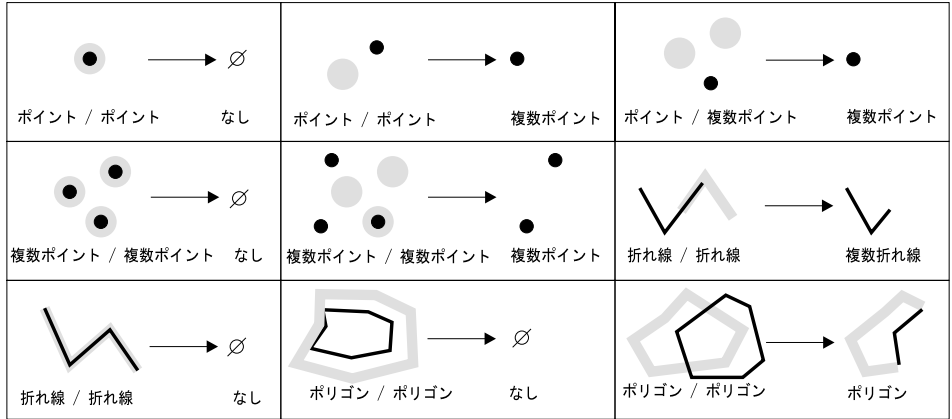 ポイント / ポイント なし
ポイント / ポイント 複数ポイント
ポイント / 複数ポイント 複数ポイント
複数ポイント / 複数ポイント なし
複数ポイント / 複数ポイント 複数ポイント
折れ線 / 折れ線 複数折れ線
折れ線 / 折れ線 なし
ポリゴン / ポリゴン なし
ポリゴン / ポリゴン ポリゴン